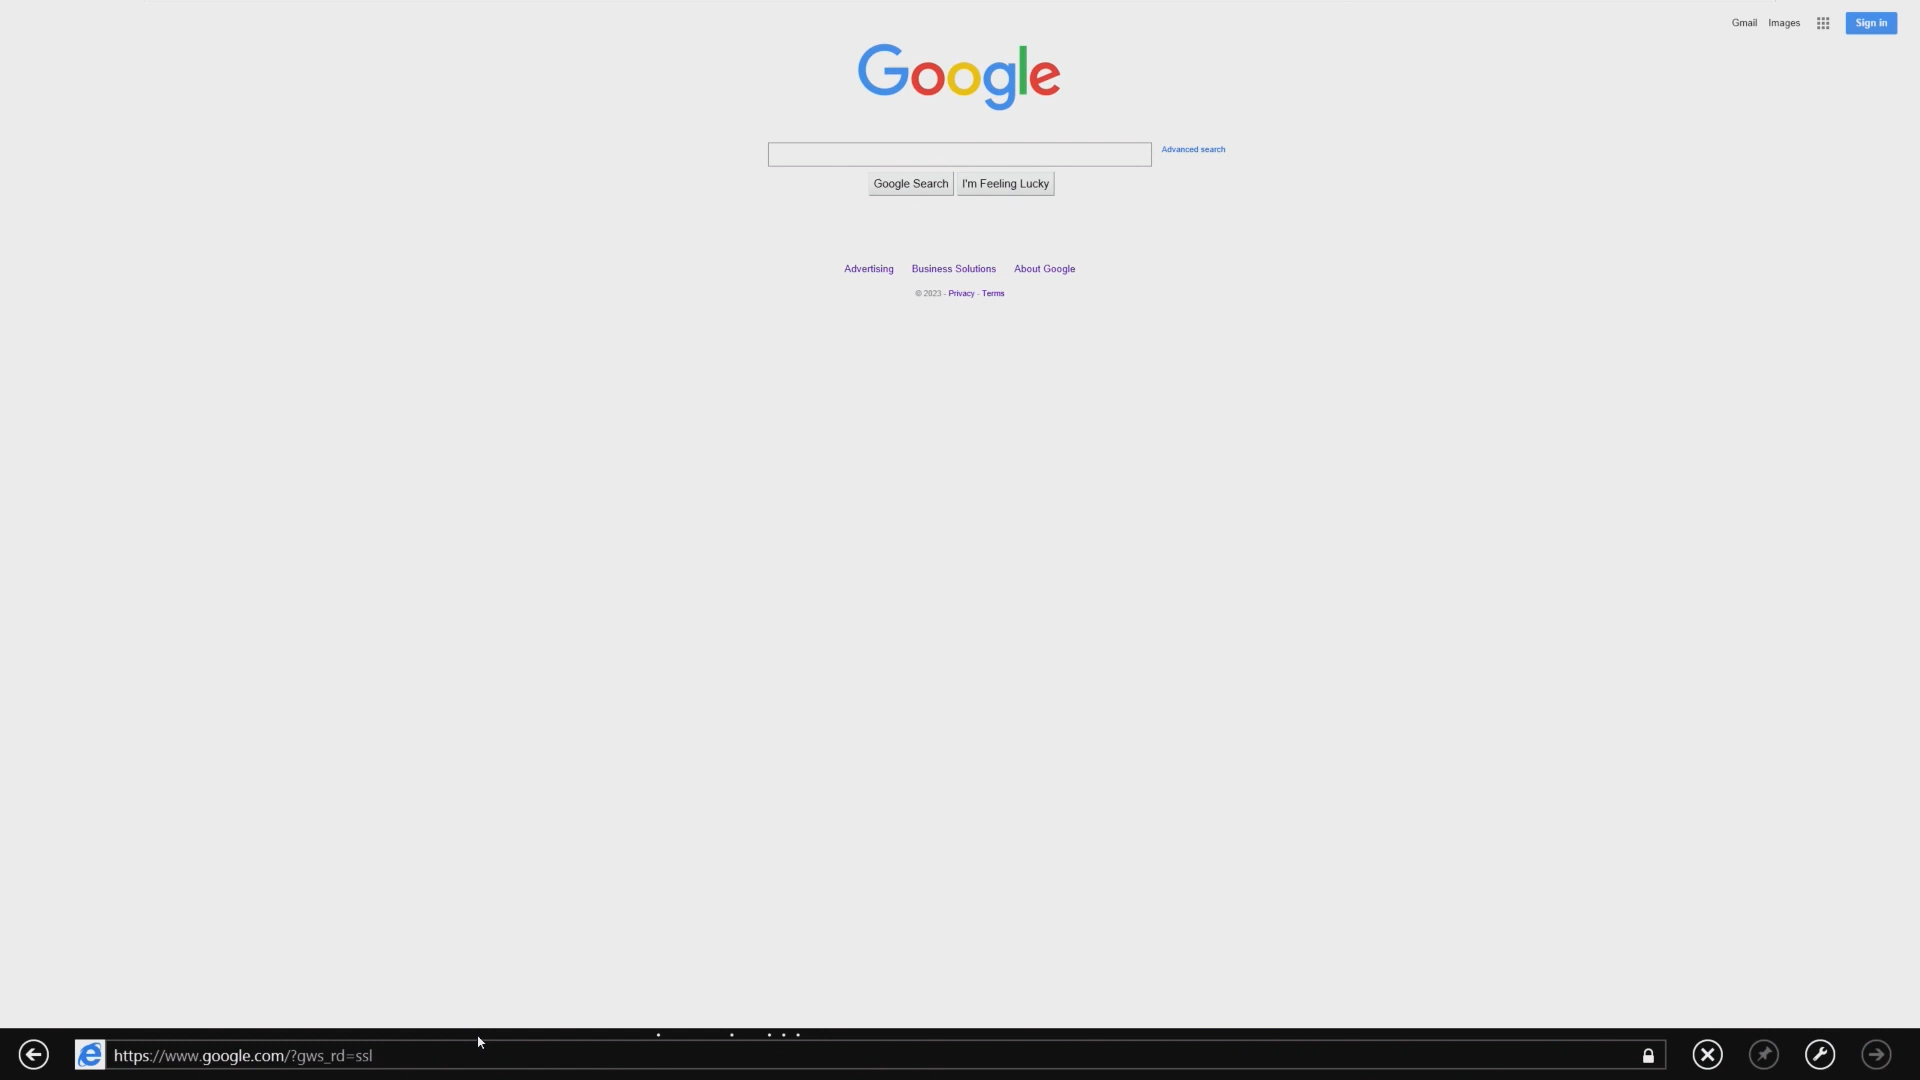 Gmail Images Sign in
Google
Advanced search
Google Search I'm Feeling Lucky
Advertising Business Solutions About Google
© 2023 - Privacy - Terms
https://www.google.com/?gws_rd=ssl